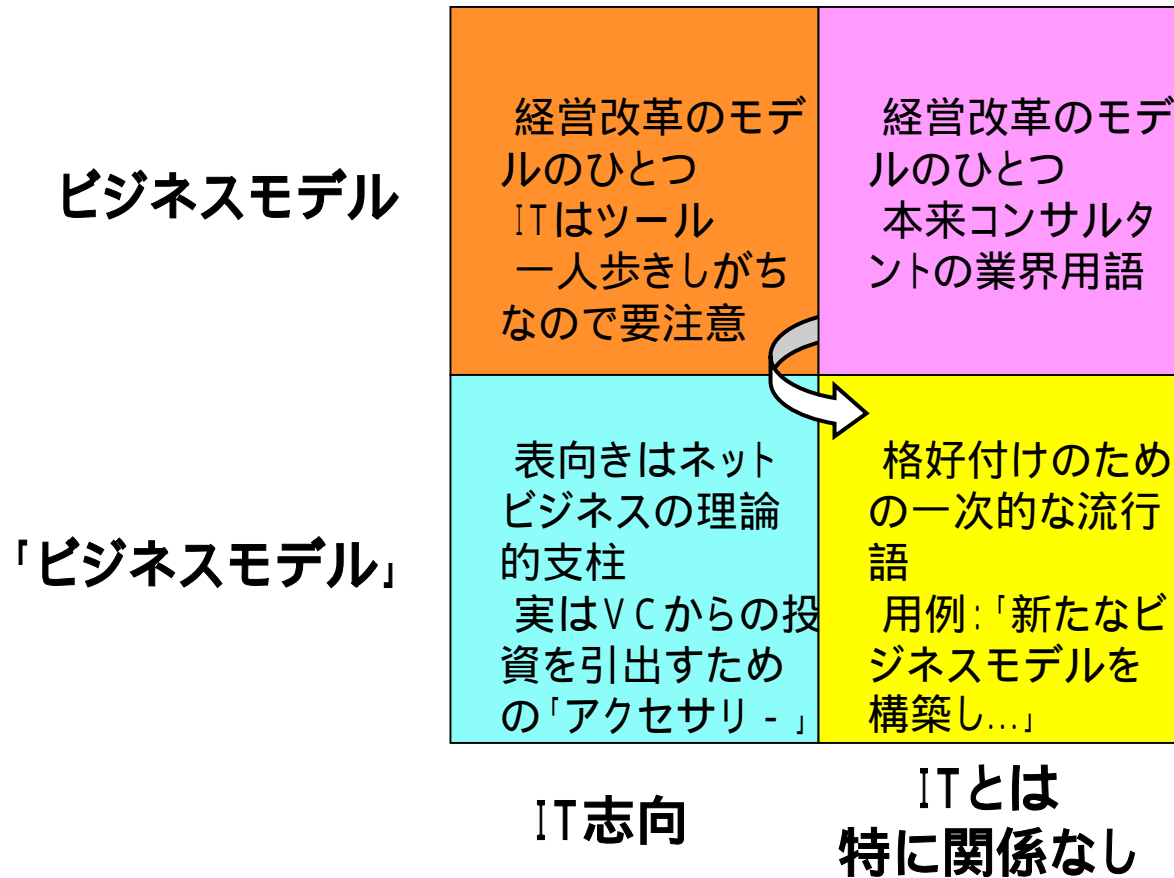 ビジネスモデル
経営改革のモデ
ルのひとつ
ITはツール
一人歩きしがち
なので要注意
経営改革のモデ
ルのひとつ
本来コンサルタ
ントの業界用語
「ビジネスモデル」
表向きはネット
ビジネスの理論
的支柱
実はVCからの投
資を引出すため
の「アクセサリ-」
格好付けのため
の一次的な流行
語
用例:「新たなビ
ジネスモデルを
構築し...」
IT志向
ITとは
特に関係なし